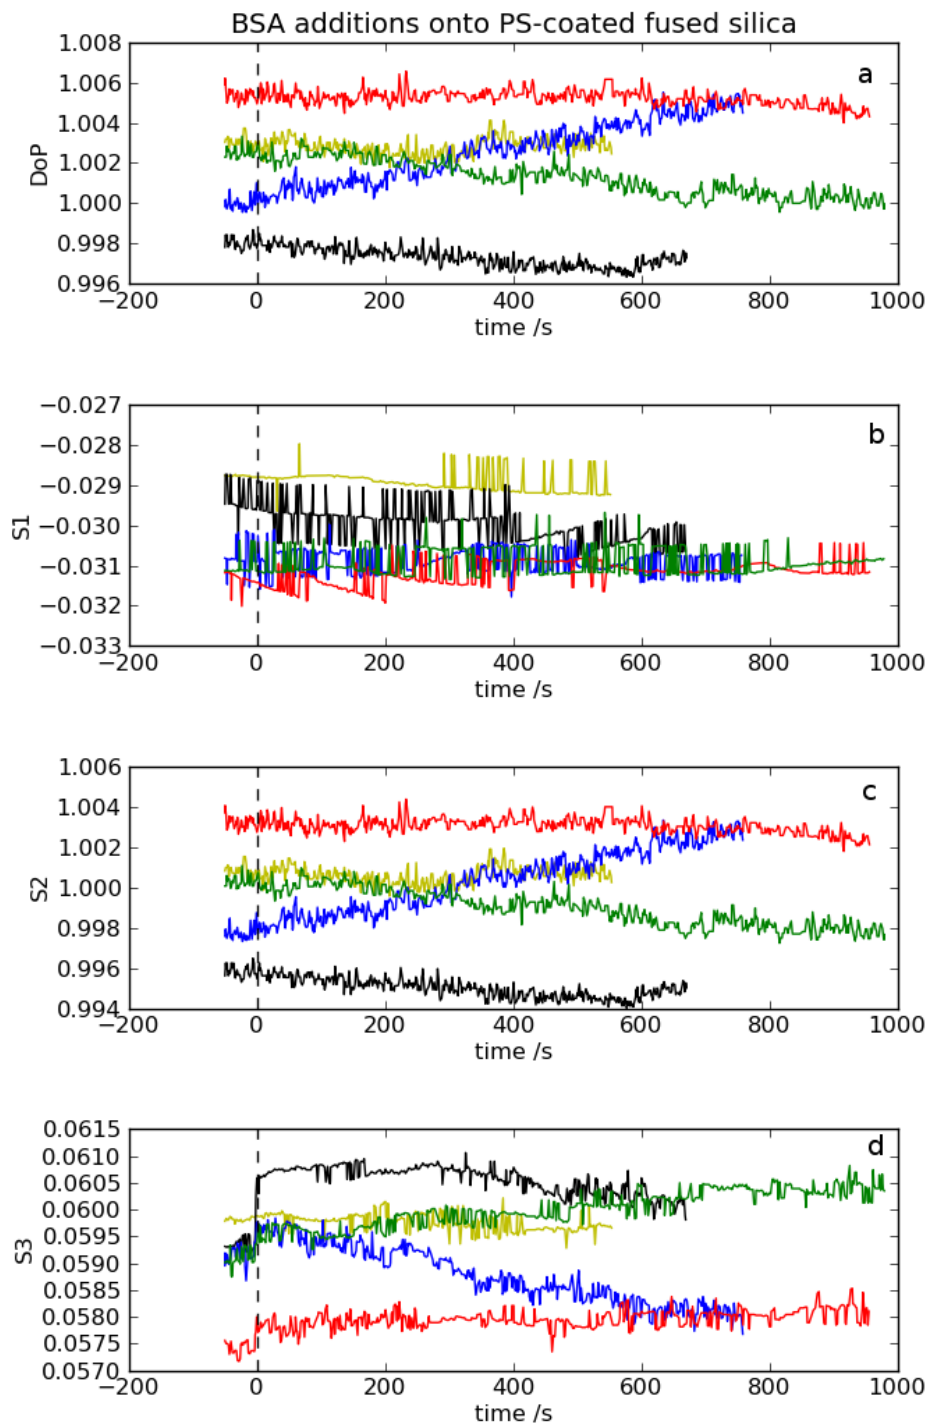 BSA additions onto PS-coated fused silica
1.008
1.006
1.004
1.002
1.000
0.998
0.996
DoP
a
−200 0 200 400 600 800 1000
time /s
−0.027
−0.028
−0.029
−0.030
−0.031
−0.032
−0.033
S1
b
−200 0 200 400 600 800 1000
time /s
1.006
1.004
1.002
1.000
0.998
0.996
0.994
S2
c
−200 0 200 400 600 800 1000
time /s
0.0615
0.0610
0.0605
0.0600
0.0595
0.0590
0.0585
0.0580
0.0575
0.0570
S3
d
−200 0 200 400 600 800 1000
time /s